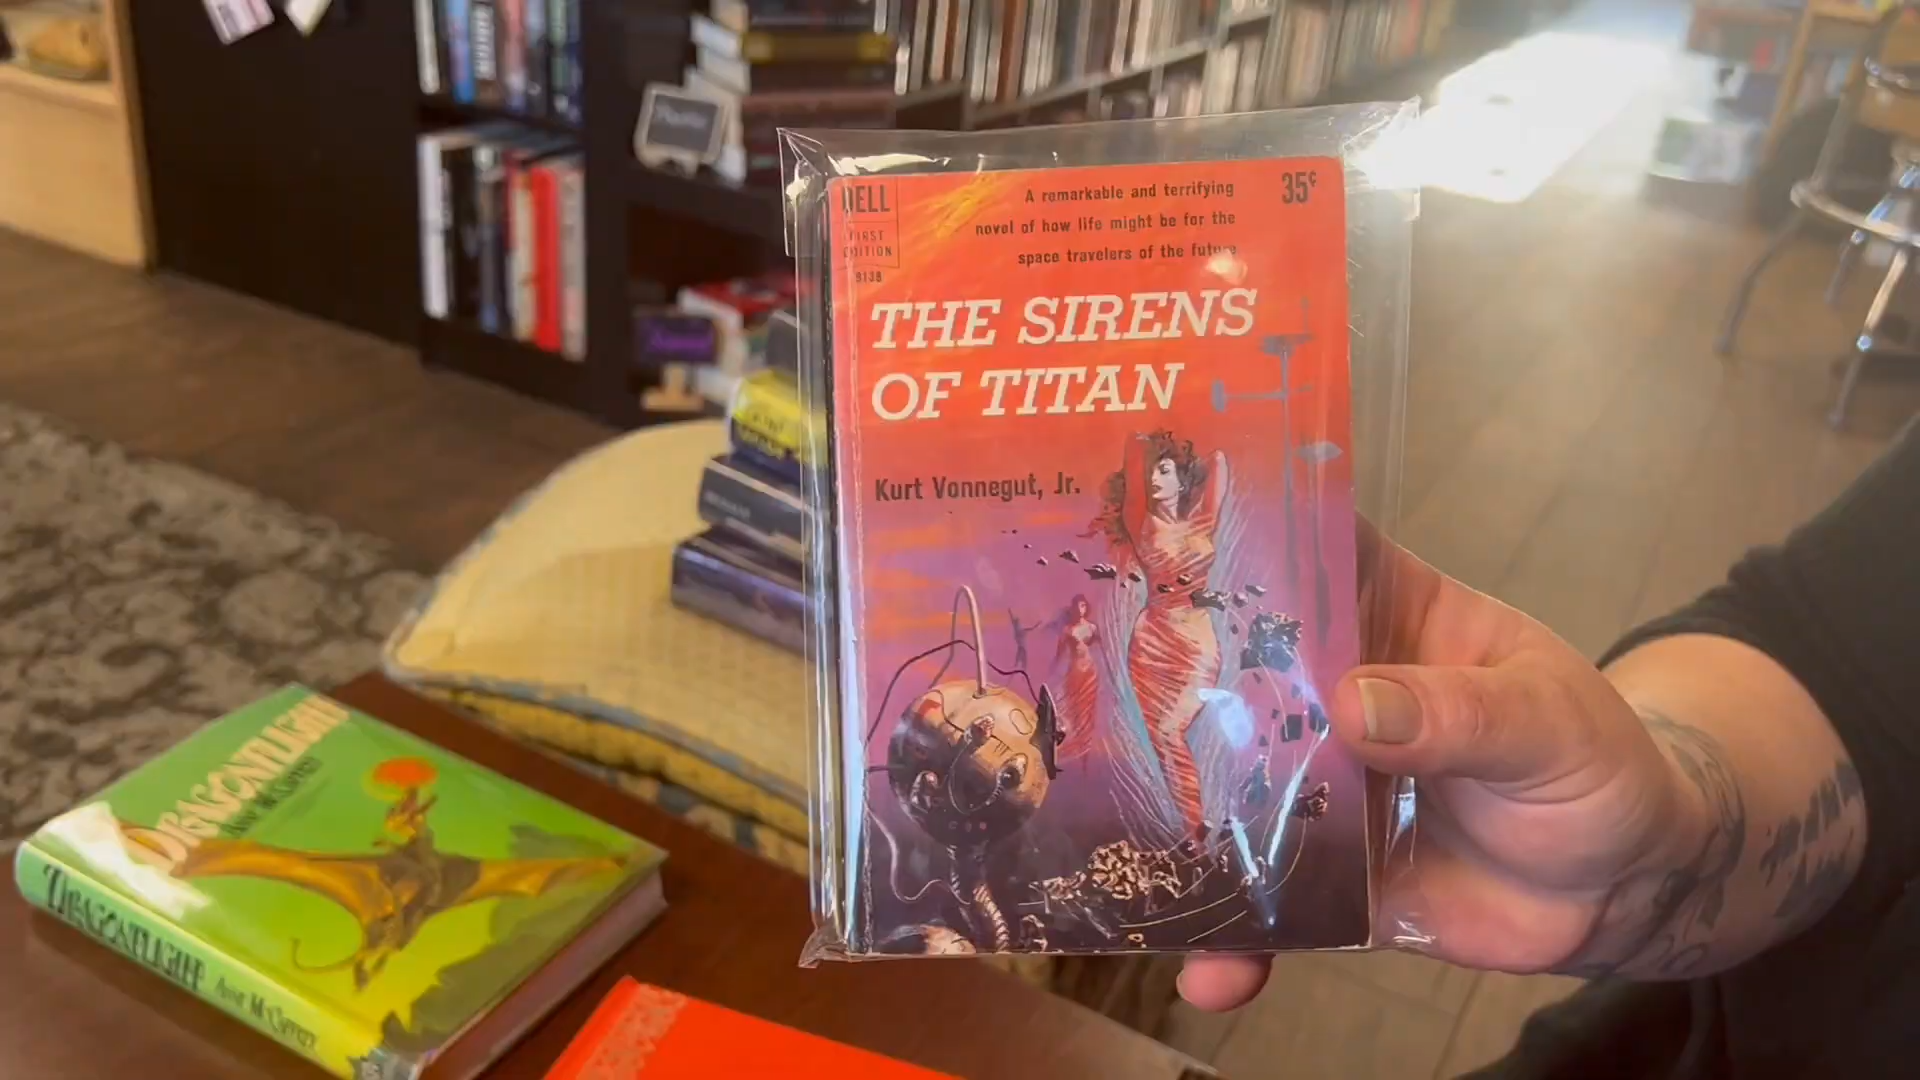 DELL
FIRST
EDITION
9138
A remarkable and terrifying
novel of how life might be for the
space travelers of the future
35¢
THE SIRENS
OF TITAN
Kurt Vonnegut, Jr.
DRAGONFLIGHT
Anne McCaffrey
DRAGONFLIGHT Anne McCaffrey